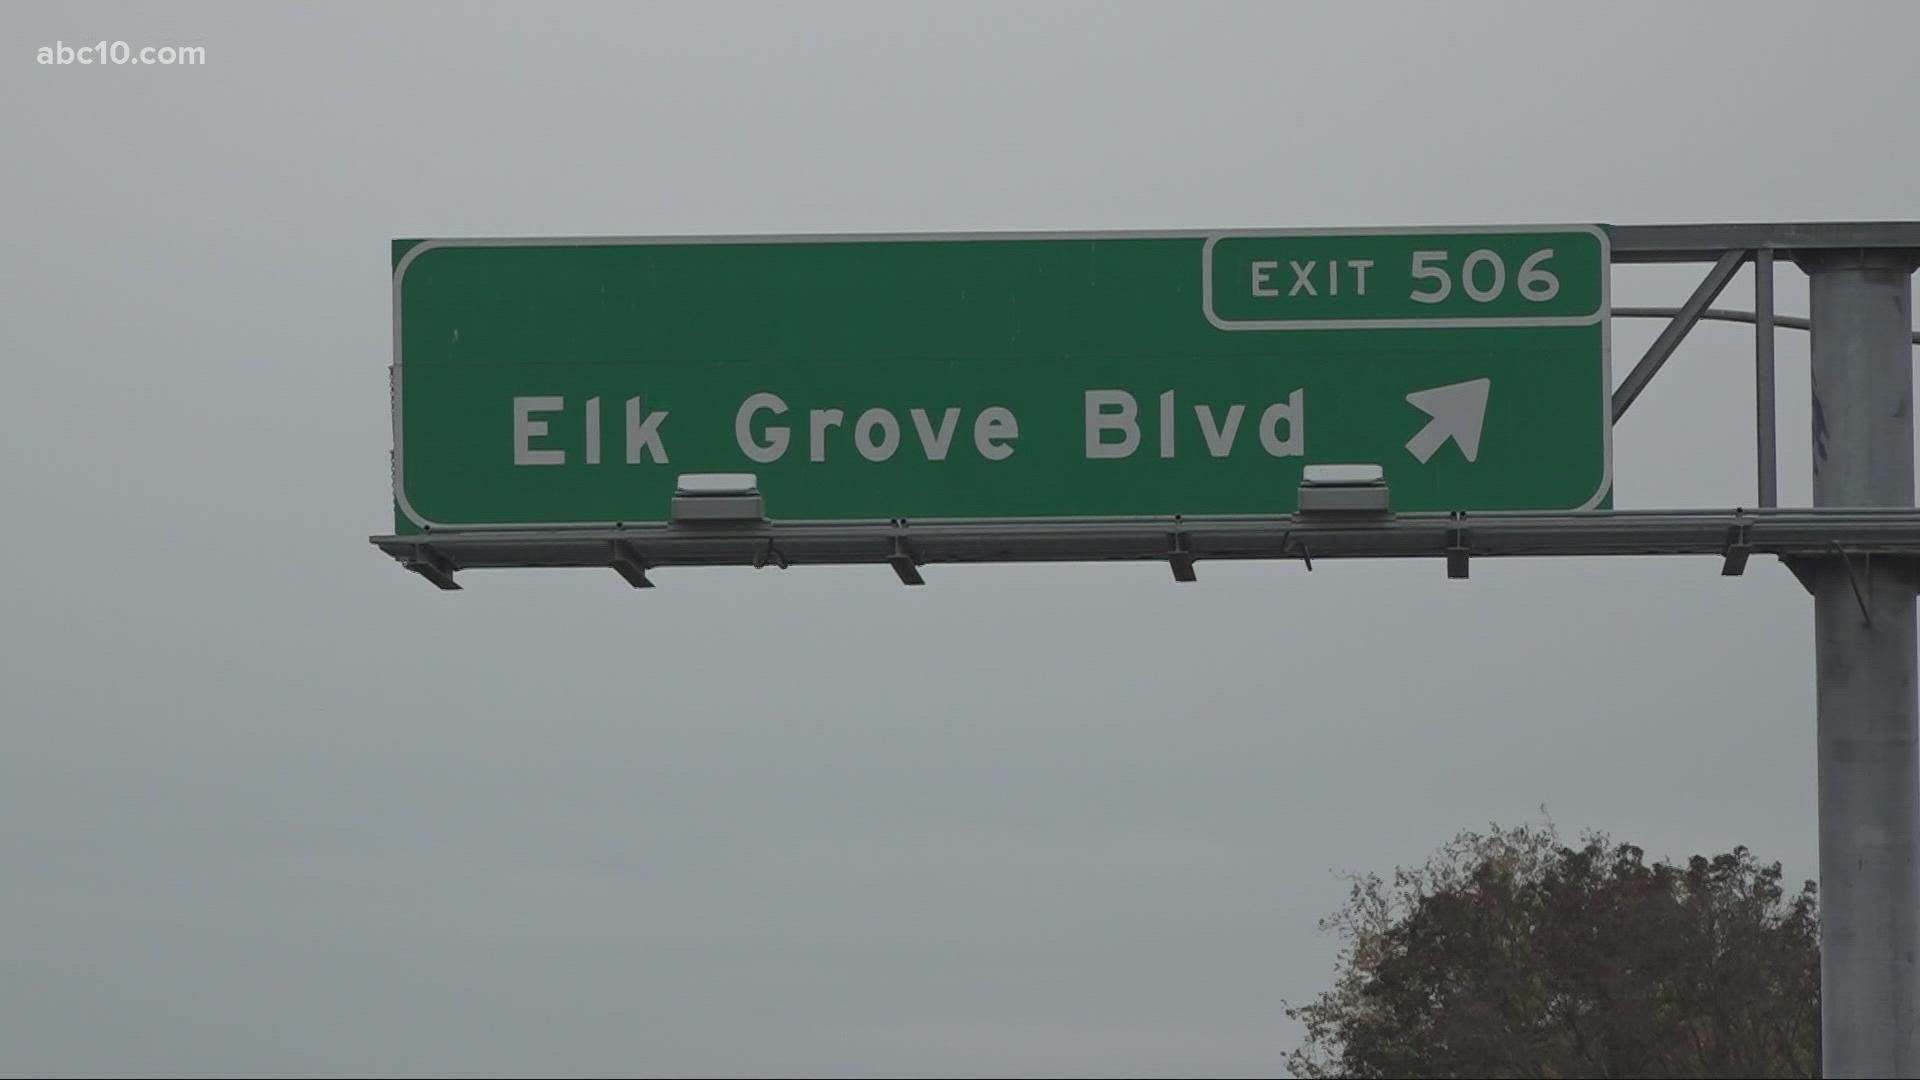 abc10.com
EXIT 506
Elk Grove Blvd